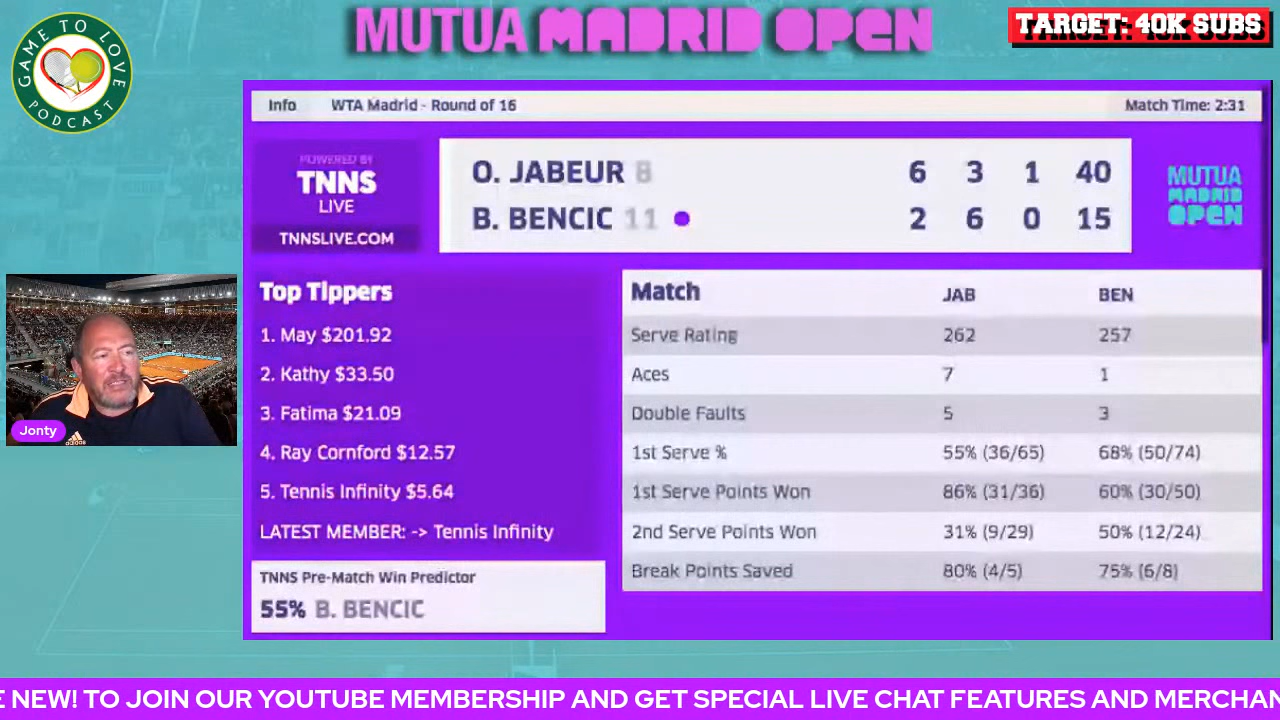 GAME TO LOVE
PODCAST
MUTUA MADRID OPEN
TARGET: 40K SUBS
Info WTA Madrid - Round of 16 Match Time: 2:31
POWERED BY
TNNS
LIVE
TNNSLIVE.COM
O. JABEUR 8 6 3 1 40
B. BENCIC 11 2 6 0 15
MUTUA
MADRID
OPEN
Top Tippers
1. May $201.92
2. Kathy $33.50
3. Fatima $21.09
4. Ray Cornford $12.57
5. Tennis Infinity $5.64
LATEST MEMBER: -> Tennis Infinity
TNNS Pre-Match Win Predictor
55% B. BENCIC
Match JAB BEN
Serve Rating 262 257
Aces 7 1
Double Faults 5 3
1st Serve % 55% (36/65) 68% (50/74)
1st Serve Points Won 86% (31/36) 60% (30/50)
2nd Serve Points Won 31% (9/29) 50% (12/24)
Break Points Saved 80% (4/5) 75% (6/8)
Jonty
adidas
E NEW! TO JOIN OUR YOUTUBE MEMBERSHIP AND GET SPECIAL LIVE CHAT FEATURES AND MERCHAN